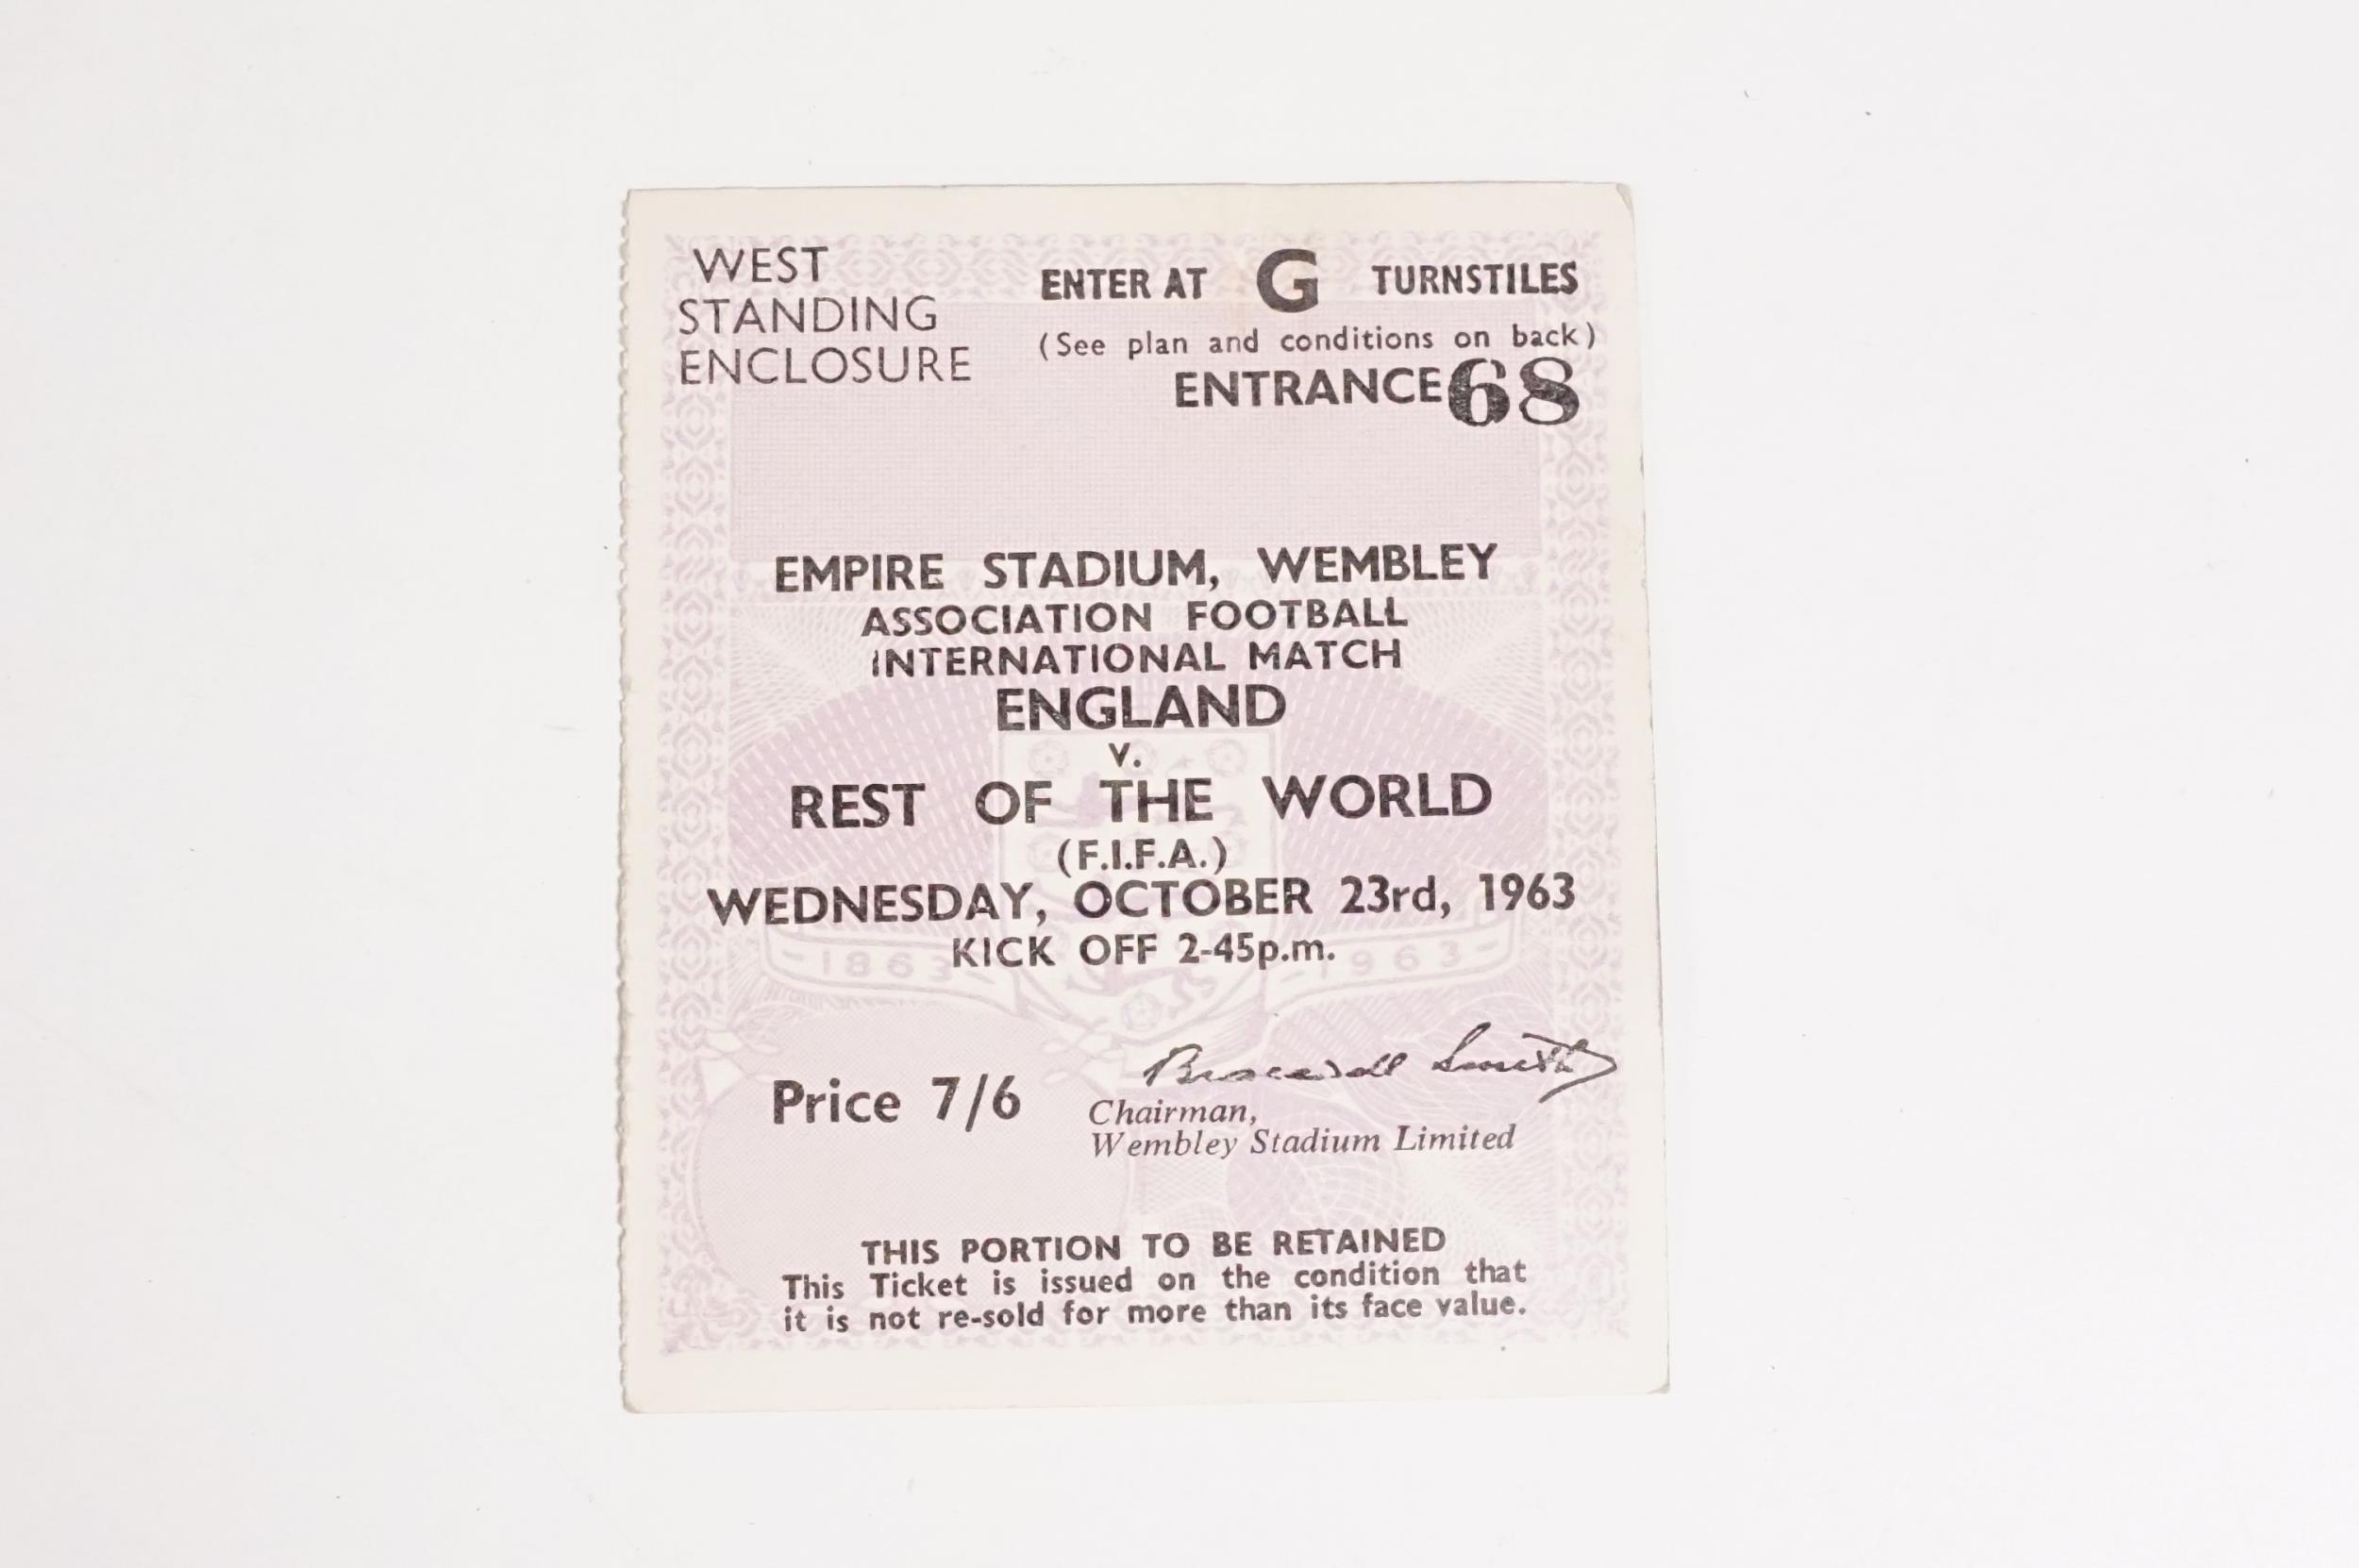 WEST
STANDING
ENCLOSURE
ENTER AT G TURNSTILES
(See plan and conditions on back)
ENTRANCE 68
EMPIRE STADIUM, WEMBLEY
ASSOCIATION FOOTBALL
INTERNATIONAL MATCH
ENGLAND
v.
REST OF THE WORLD
(F.I.F.A.)
WEDNESDAY, OCTOBER 23rd, 1963
KICK OFF 2-45p.m.
1863 1963
Price 7/6
Smith
Chairman,
Wembley Stadium Limited
THIS PORTION TO BE RETAINED
This Ticket is issued on the condition that
it is not re-sold for more than its face value.